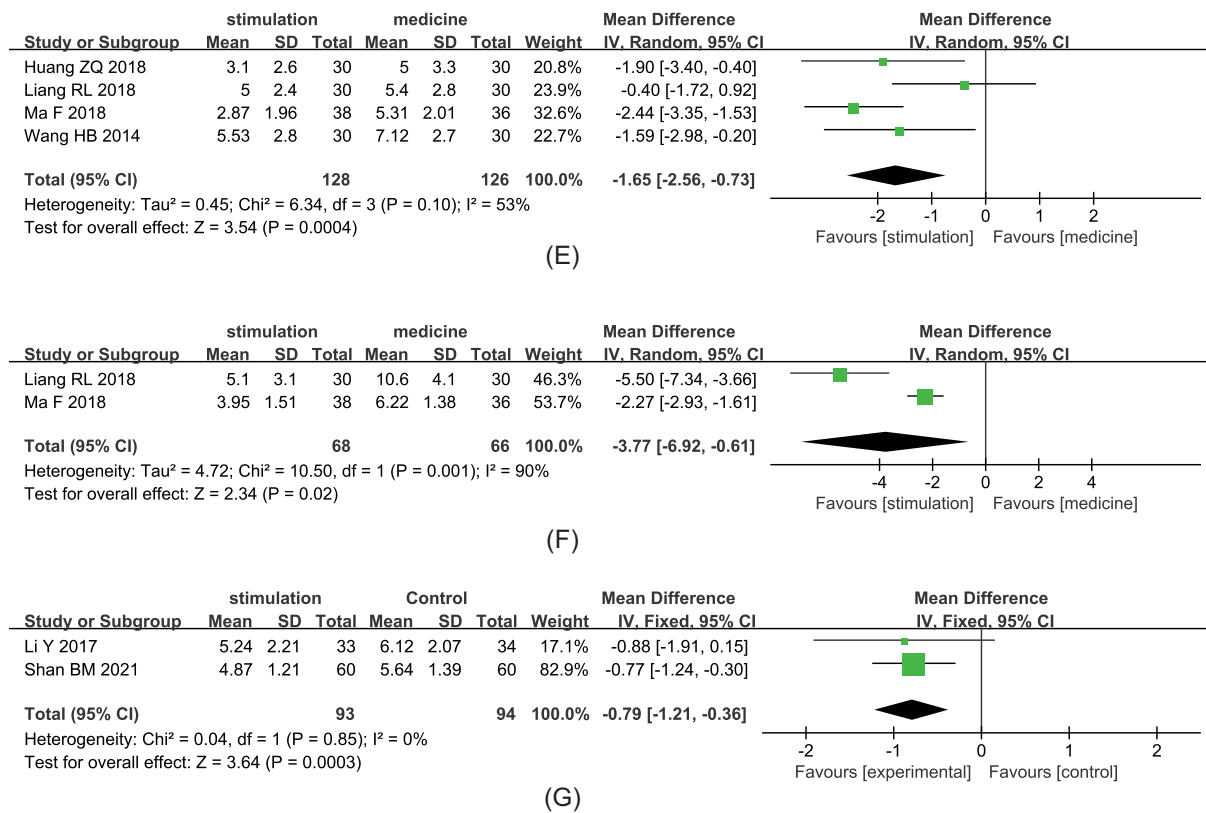 stimulation medicine Mean Difference Mean Difference
Study or Subgroup Mean SD Total Mean SD Total Weight IV, Random, 95% CI IV, Random, 95% CI
Huang ZQ 2018 3.1 2.6 30 5 3.3 30 20.8% -1.90 [-3.40, -0.40]
Liang RL 2018 5 2.4 30 5.4 2.8 30 23.9% -0.40 [-1.72, 0.92]
Ma F 2018 2.87 1.96 38 5.31 2.01 36 32.6% -2.44 [-3.35, -1.53]
Wang HB 2014 5.53 2.8 30 7.12 2.7 30 22.7% -1.59 [-2.98, -0.20]
Total (95% CI) 128 126 100.0% -1.65 [-2.56, -0.73]
Heterogeneity: Tau² = 0.45; Chi² = 6.34, df = 3 (P = 0.10); I² = 53%
Test for overall effect: Z = 3.54 (P = 0.0004)
-2 -1 0 1 2
Favours [stimulation] Favours [medicine]
(E)
stimulation medicine Mean Difference Mean Difference
Study or Subgroup Mean SD Total Mean SD Total Weight IV, Random, 95% CI IV, Random, 95% CI
Liang RL 2018 5.1 3.1 30 10.6 4.1 30 46.3% -5.50 [-7.34, -3.66]
Ma F 2018 3.95 1.51 38 6.22 1.38 36 53.7% -2.27 [-2.93, -1.61]
Total (95% CI) 68 66 100.0% -3.77 [-6.92, -0.61]
Heterogeneity: Tau² = 4.72; Chi² = 10.50, df = 1 (P = 0.001); I² = 90%
Test for overall effect: Z = 2.34 (P = 0.02)
-4 -2 0 2 4
Favours [stimulation] Favours [medicine]
(F)
stimulation Control Mean Difference Mean Difference
Study or Subgroup Mean SD Total Mean SD Total Weight IV, Fixed, 95% CI IV, Fixed, 95% CI
Li Y 2017 5.24 2.21 33 6.12 2.07 34 17.1% -0.88 [-1.91, 0.15]
Shan BM 2021 4.87 1.21 60 5.64 1.39 60 82.9% -0.77 [-1.24, -0.30]
Total (95% CI) 93 94 100.0% -0.79 [-1.21, -0.36]
Heterogeneity: Chi² = 0.04, df = 1 (P = 0.85); I² = 0%
Test for overall effect: Z = 3.64 (P = 0.0003)
-2 -1 0 1 2
Favours [experimental] Favours [control]
(G)